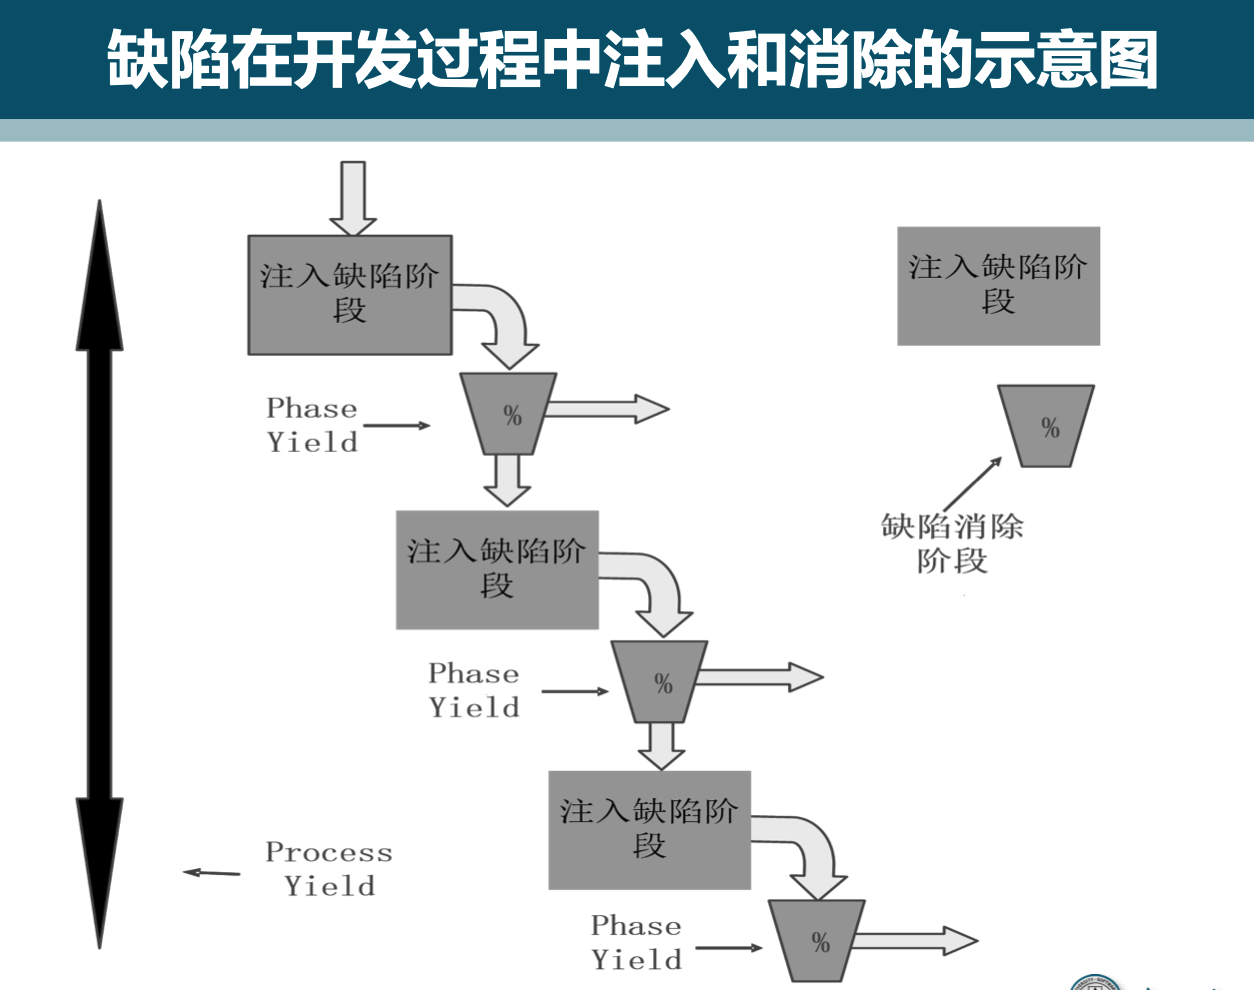 缺陷在开发过程中注入和消除的示意图
注入缺陷阶
段
%
Phase
Yield
注入缺陷阶
段
%
Phase
Yield
注入缺陷阶
段
%
Phase
Yield
Process
Yield
注入缺陷阶
段
%
缺陷消除
阶段